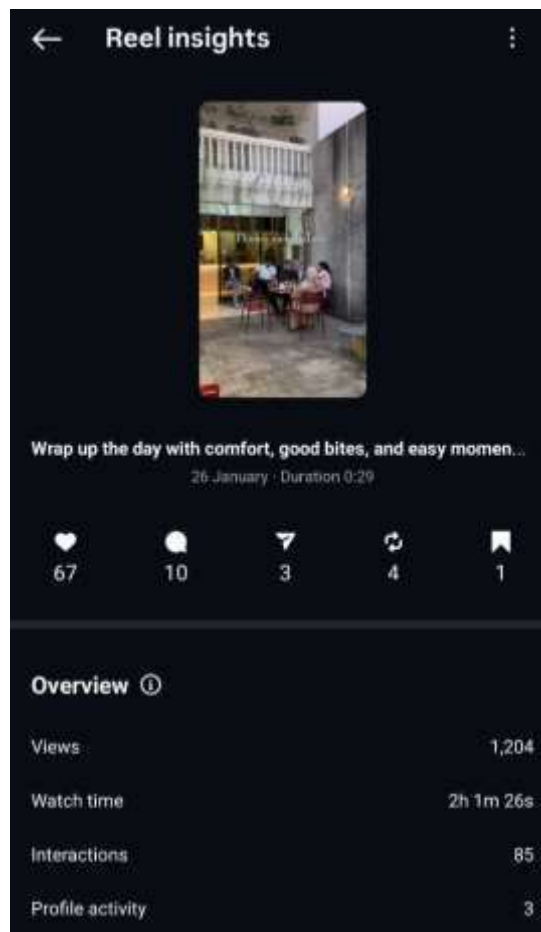 Reel insights
Wrap up the day with comfort, good bites, and easy momen...
26 January · Duration 0:29
67 10 3 4 1
Overview
Views 1,204
Watch time 2h 1m 26s
Interactions 85
Profile activity 3